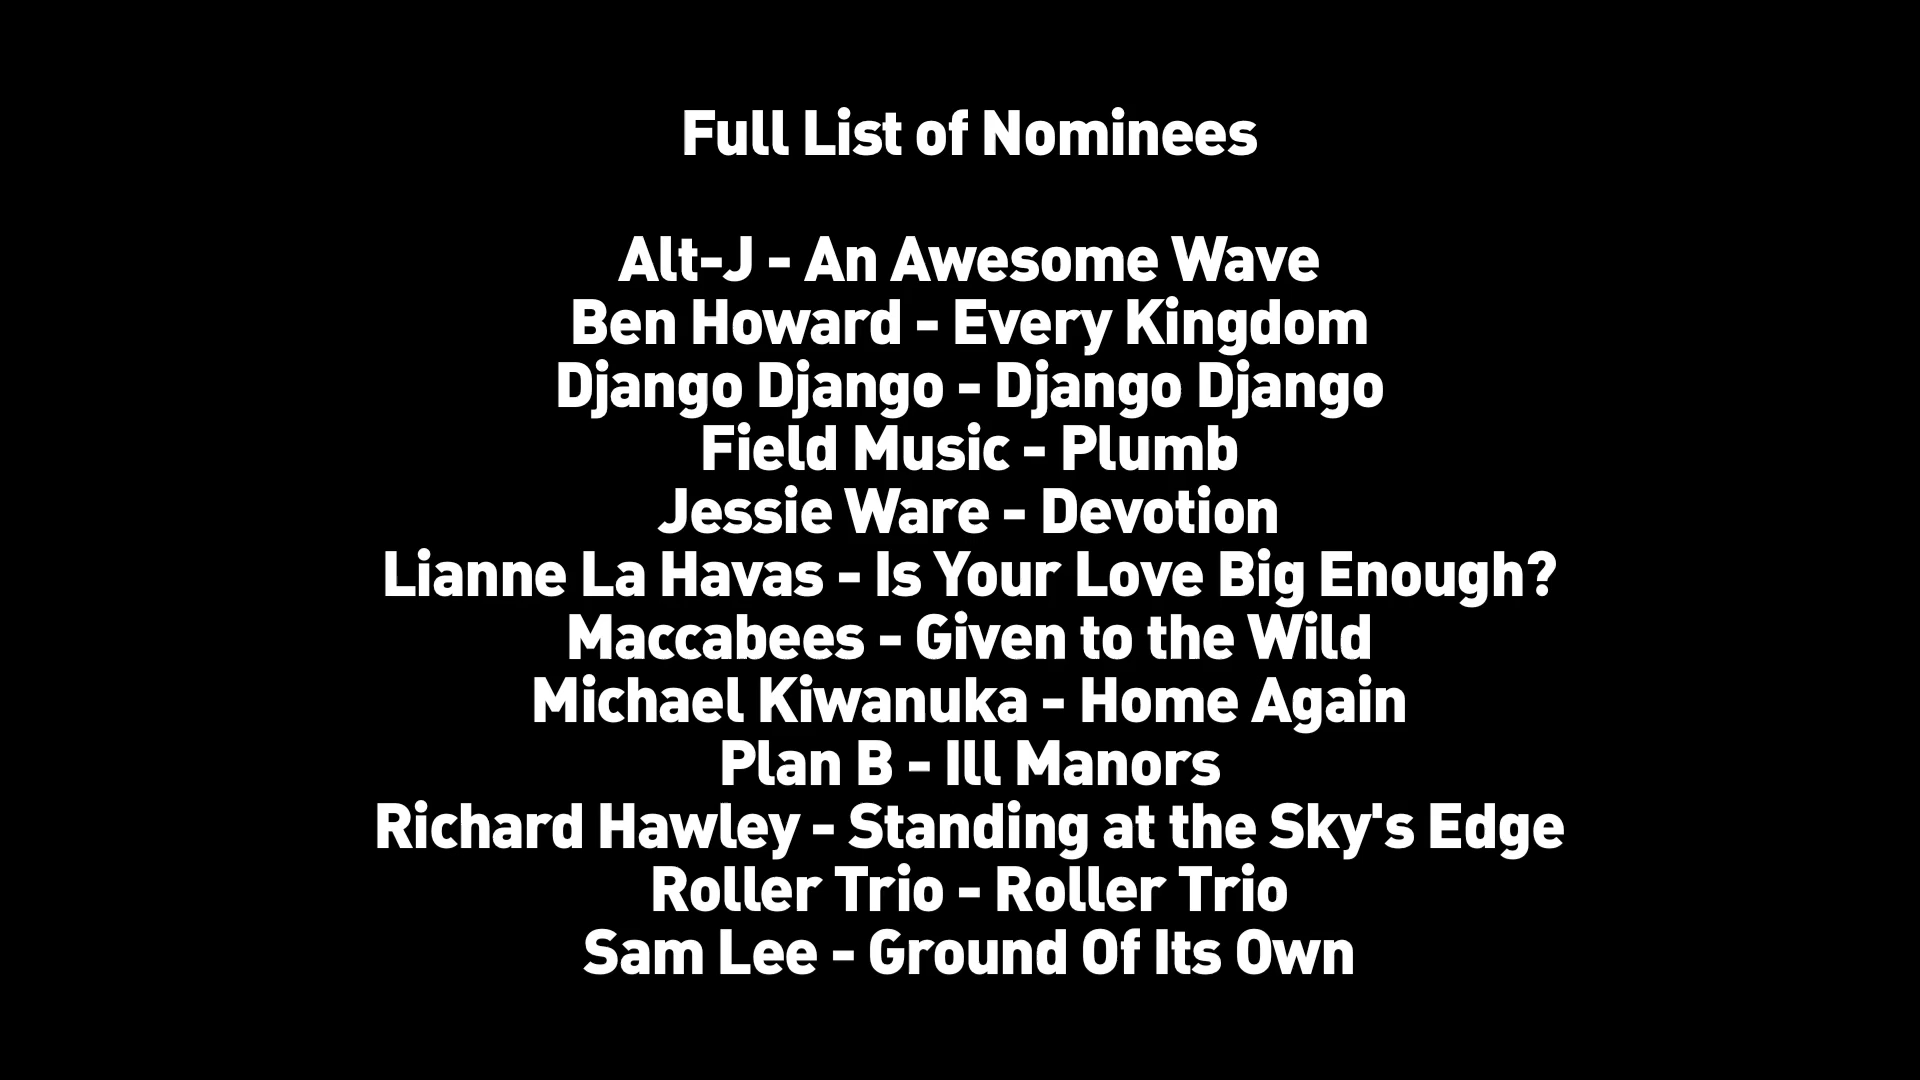 Full List of Nominees
Alt-J - An Awesome Wave
Ben Howard - Every Kingdom
Django Django - Django Django
Field Music - Plumb
Jessie Ware - Devotion
Lianne La Havas - Is Your Love Big Enough?
Maccabees - Given to the Wild
Michael Kiwanuka - Home Again
Plan B - Ill Manors
Richard Hawley - Standing at the Sky's Edge
Roller Trio - Roller Trio
Sam Lee - Ground Of Its Own